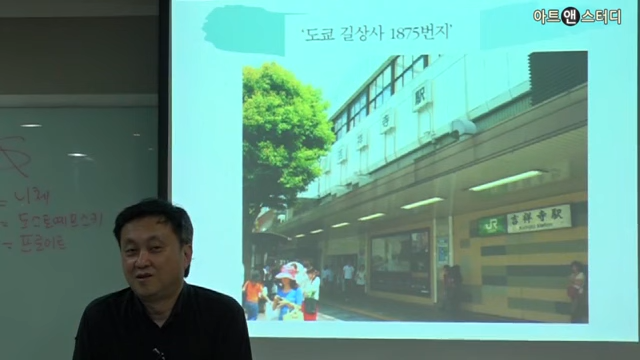 아트앤스터디
'도쿄 길상사 1875번지'
吉祥寺駅
JR 吉祥寺駅
= 니체
= 도스토예프스키
= 프로이트